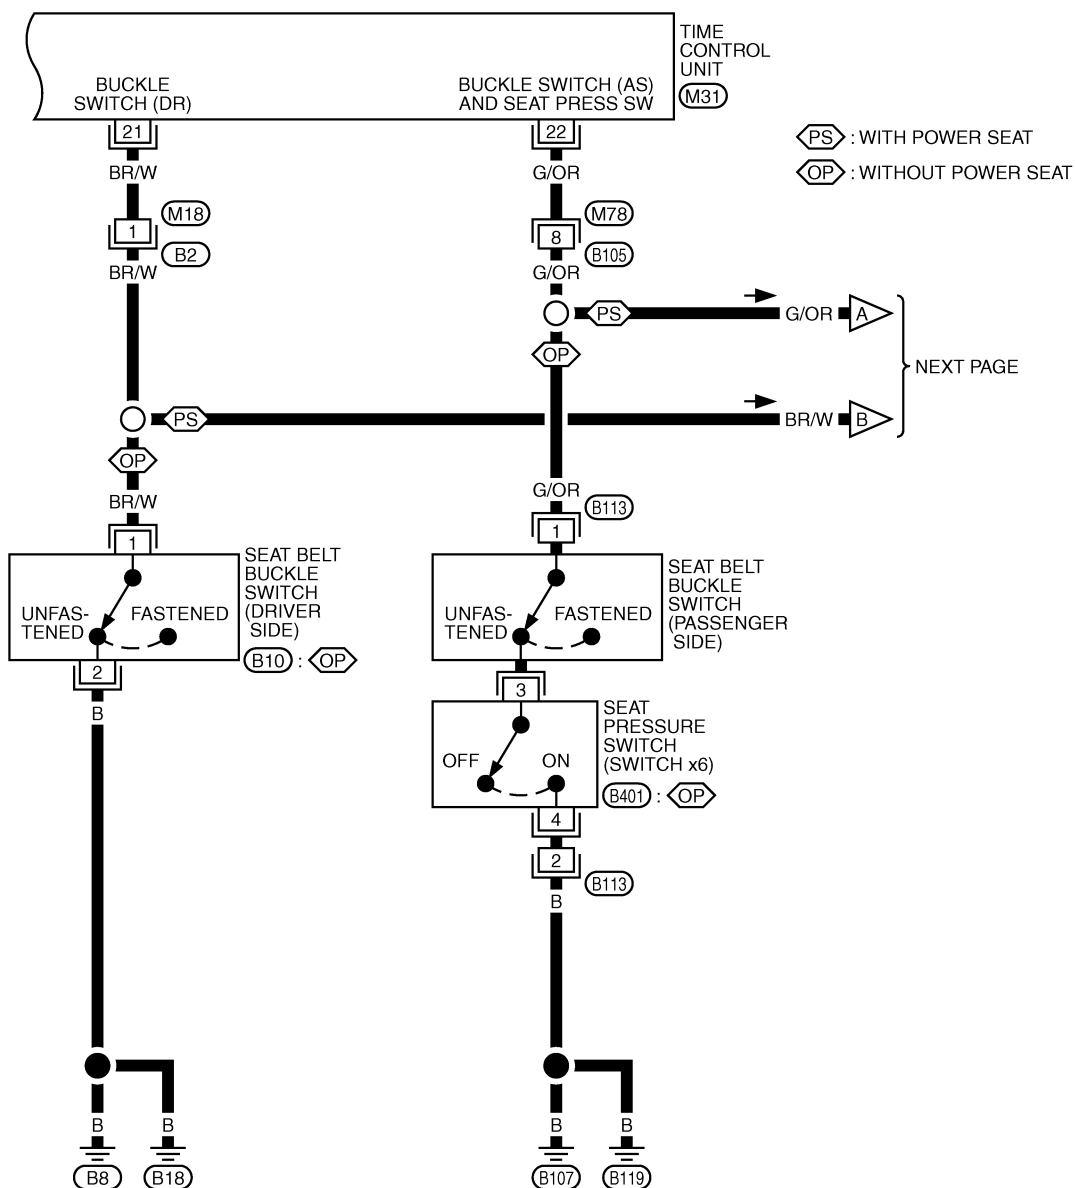 TIME
CONTROL
UNIT
M31
BUCKLE
SWITCH (DR)
BUCKLE SWITCH (AS)
AND SEAT PRESS SW
21
22
PS : WITH POWER SEAT
OP : WITHOUT POWER SEAT
BR/W
G/OR
M18
1
B2
M78
8
B105
BR/W
G/OR
PS
G/OR
A
OP
NEXT PAGE
PS
BR/W
B
OP
BR/W
G/OR
B113
1
1
SEAT BELT
BUCKLE
SWITCH
(DRIVER
SIDE)
UNFAS-
TENED
FASTENED
B10 : OP
2
SEAT BELT
BUCKLE
SWITCH
(PASSENGER
SIDE)
UNFAS-
TENED
FASTENED
3
B
SEAT
PRESSURE
SWITCH
(SWITCH x6)
OFF
ON
B401 : OP
4
2
B113
B
B
B
B
B
B8
B18
B107
B119